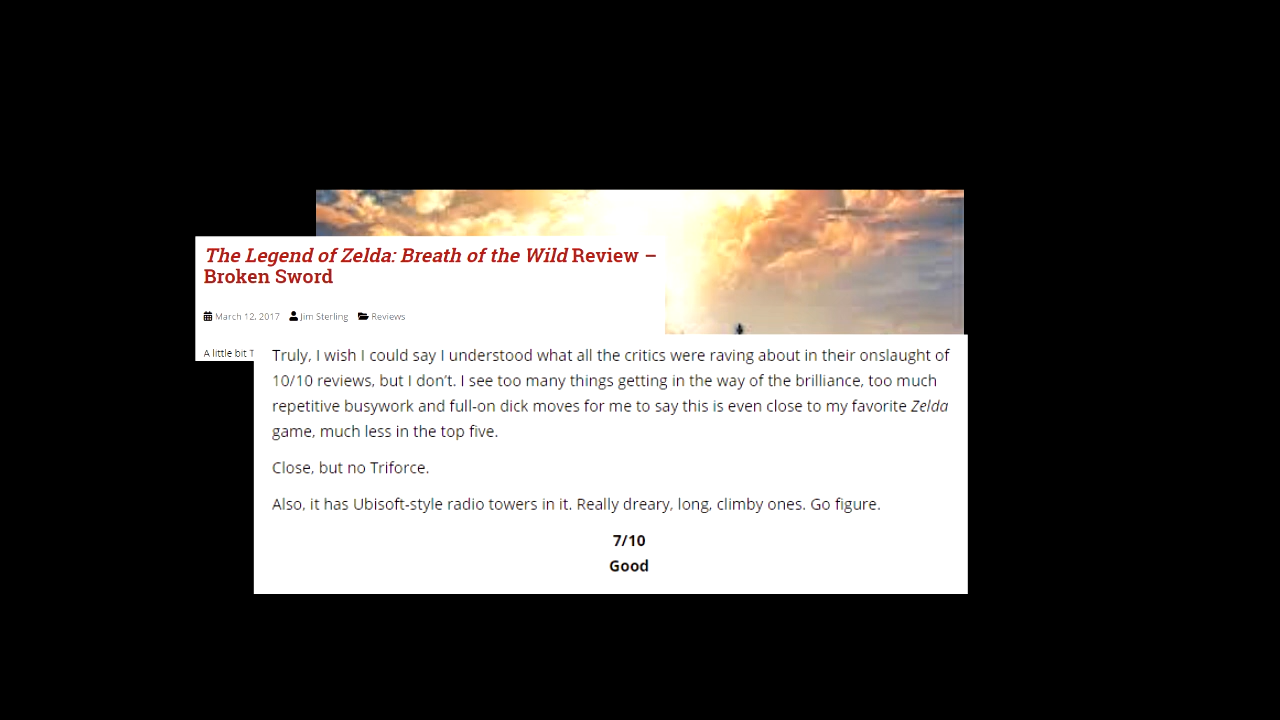 The Legend of Zelda: Breath of the Wild Review –
Broken Sword
March 12, 2017 Jim Sterling Reviews
A little bit
Truly, I wish I could say I understood what all the critics were raving about in their onslaught of
10/10 reviews, but I don't. I see too many things getting in the way of the brilliance, too much
repetitive busywork and full-on dick moves for me to say this is even close to my favorite Zelda
game, much less in the top five.
Close, but no Triforce.
Also, it has Ubisoft-style radio towers in it. Really dreary, long, climby ones. Go figure.
7/10
Good